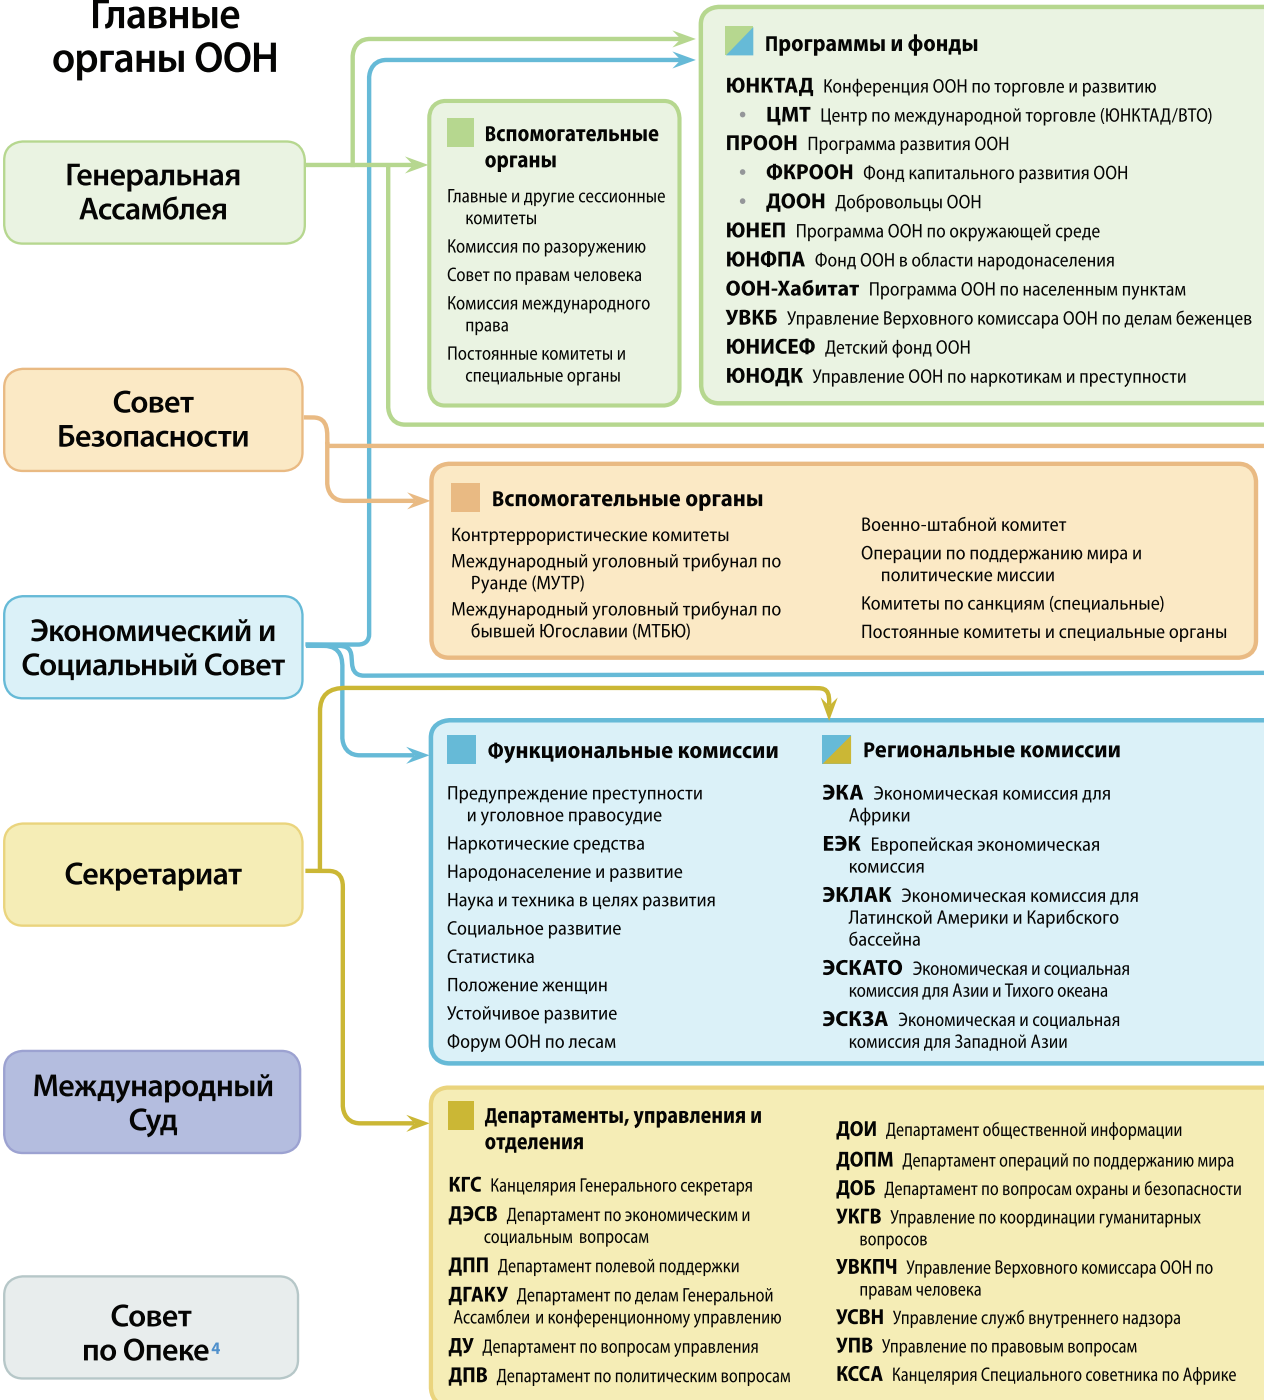 Главные
органы ООН
Генеральная
Ассамблея
Совет
Безопасности
Экономический и
Социальный Совет
Секретариат
Международный
Суд
Совет
по Опеке4
Вспомогательные
органы
Главные и другие сессионные
комитеты
Комиссия по разоружению
Совет по правам человека
Комиссия международного
права
Постоянные комитеты и
специальные органы
Программы и фонды
ЮНКТАД Конференция ООН по торговле и развитию
• ЦМТ Центр по международной торговле (ЮНКТАД/ВТО)
ПРООН Программа развития ООН
• ФКРООН Фонд капитального развития ООН
• ДООН Добровольцы ООН
ЮНЕП Программа ООН по окружающей среде
ЮНФПА Фонд ООН в области народонаселения
ООН-Хабитат Программа ООН по населенным пунктам
УВКБ Управление Верховного комиссара ООН по делам беженцев
ЮНИСЕФ Детский фонд ООН
ЮНОДК Управление ООН по наркотикам и преступности
Вспомогательные органы
Контртеррористические комитеты
Международный уголовный трибунал по
Руанде (МУТР)
Международный уголовный трибунал по
бывшей Югославии (МТБЮ)
Военно-штабной комитет
Операции по поддержанию мира и
политические миссии
Комитеты по санкциям (специальные)
Постоянные комитеты и специальные органы
Функциональные комиссии
Предупреждение преступности
и уголовное правосудие
Наркотические средства
Народонаселение и развитие
Наука и техника в целях развития
Социальное развитие
Статистика
Положение женщин
Устойчивое развитие
Форум ООН по лесам
Региональные комиссии
ЭКА Экономическая комиссия для
Африки
ЕЭК Европейская экономическая
комиссия
ЭКЛАК Экономическая комиссия для
Латинской Америки и Карибского
бассейна
ЭСКАТО Экономическая и социальная
комиссия для Азии и Тихого океана
ЭСКЗА Экономическая и социальная
комиссия для Западной Азии
Департаменты, управления и
отделения
КГС Канцелярия Генерального секретаря
ДЭСВ Департамент по экономическим и
социальным вопросам
ДПП Департамент полевой поддержки
ДГАКУ Департамент по делам Генеральной
Ассамблеи и конференционному управлению
ДУ Департамент по вопросам управления
ДПВ Департамент по политическим вопросам
ДОИ Департамент общественной информации
ДОПМ Департамент операций по поддержанию мира
ДОБ Департамент по вопросам охраны и безопасности
УКГВ Управление по координации гуманитарных
вопросов
УВКПЧ Управление Верховного комиссара ООН по
правам человека
УСВН Управление служб внутреннего надзора
УПВ Управление по правовым вопросам
КССА Канцелярия Специального советника по Африке